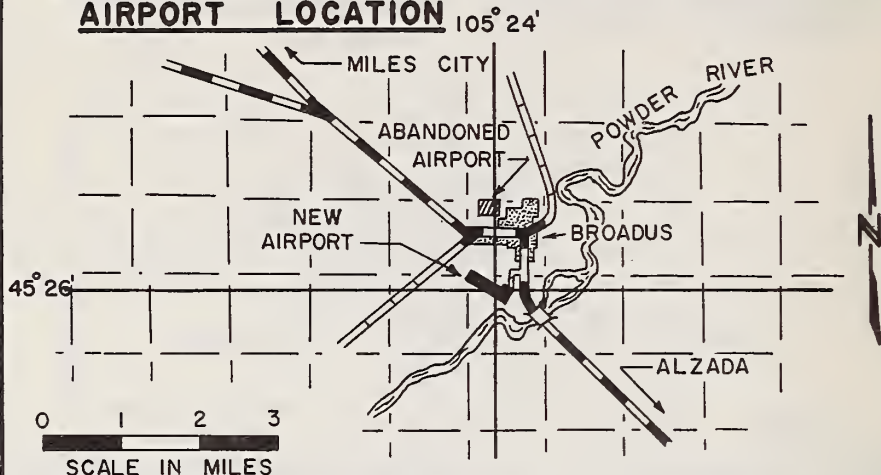 AIRPORT LOCATION
105° 24'
MILES CITY
POWDER RIVER
ABANDONED
AIRPORT
NEW
AIRPORT
BROADUS
45° 26'
ALZADA
0 1 2 3
SCALE IN MILES
N